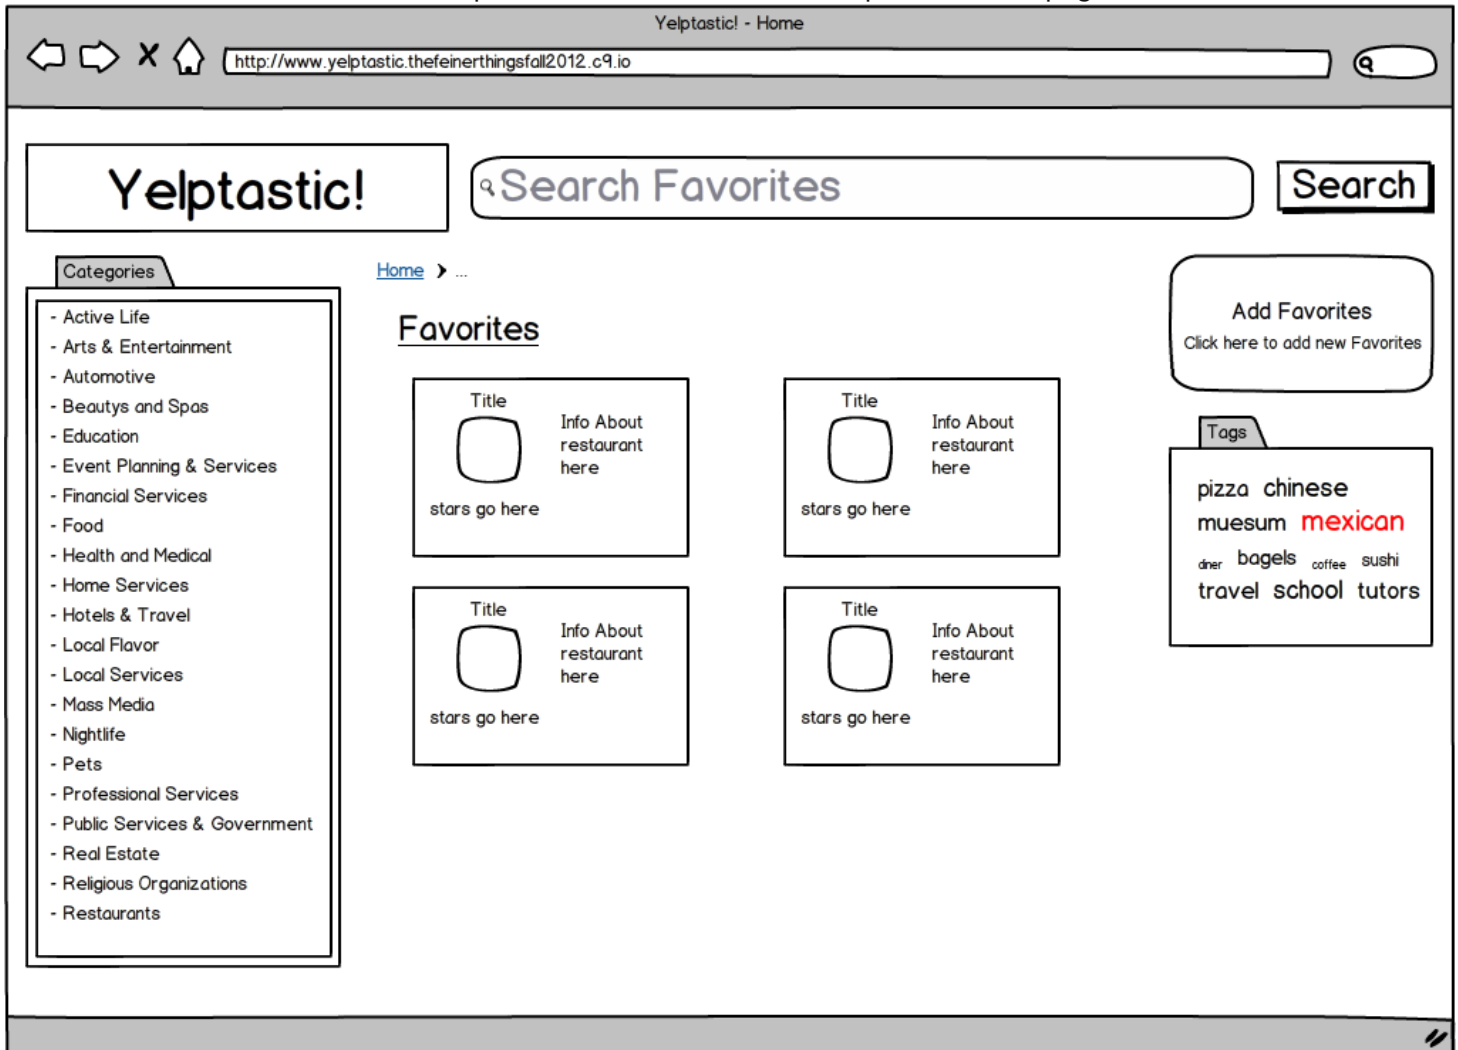 Yelptastic! - Home
http://www.yelptastic.thefeinerthingsfall2012.c9.io
Yelptastic!
Search Favorites
Search
Categories
- Active Life
- Arts & Entertainment
- Automotive
- Beautys and Spas
- Education
- Event Planning & Services
- Financial Services
- Food
- Health and Medical
- Home Services
- Hotels & Travel
- Local Flavor
- Local Services
- Mass Media
- Nightlife
- Pets
- Professional Services
- Public Services & Government
- Real Estate
- Religious Organizations
- Restaurants
Home > ...
Favorites
Title
Info About
restaurant
here
stars go here
Title
Info About
restaurant
here
stars go here
Title
Info About
restaurant
here
stars go here
Title
Info About
restaurant
here
stars go here
Add Favorites
Click here to add new Favorites
Tags
pizza chinese
muesum mexican
diner bagels coffee sushi
travel school tutors